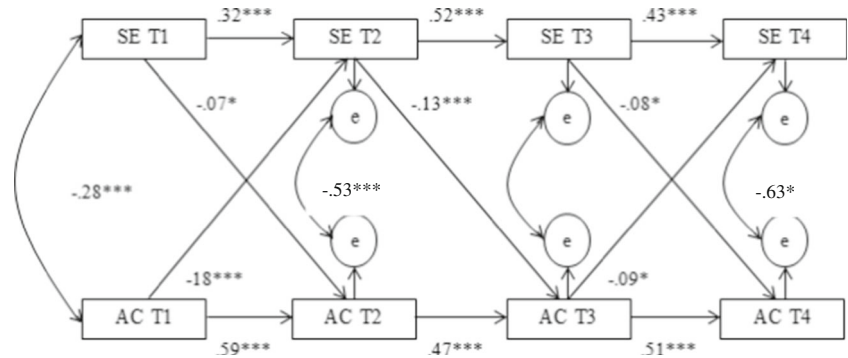 .32***
.52***
.43***
SE T1
SE T2
SE T3
SE T4
-.07*
-.13***
-.08*
e
e
e
-.28***
-.53***
-.63*
e
e
e
-18***
-.09*
AC T1
AC T2
AC T3
AC T4
.59***
.47***
.51***